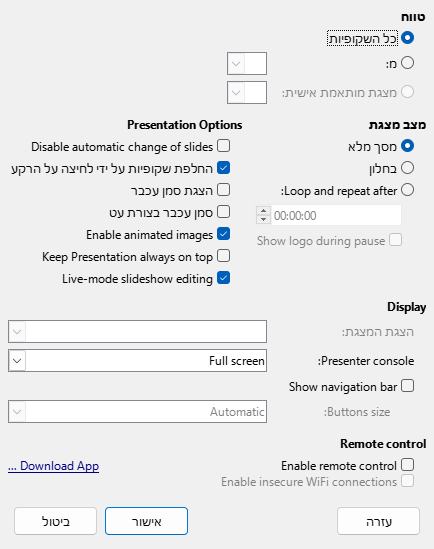 טווח
כל השקופיות
מ:
מצגת מותאמת אישית:
מצב מצגת
מסך מלא
בחלון
Loop and repeat after:
00:00:00
Show logo during pause
Presentation Options
Disable automatic change of slides
החלפת שקופיות על ידי לחיצה על הרקע
הצגת סמן עכבר
סמן עכבר בצורת עט
Enable animated images
Keep Presentation always on top
Live-mode slideshow editing
Display
הצגת המצגת:
Presenter console: Full screen
Show navigation bar
Buttons size: Automatic
Remote control
Enable remote control
Download App ...
Enable insecure WiFi connections
עזרה אישור ביטול